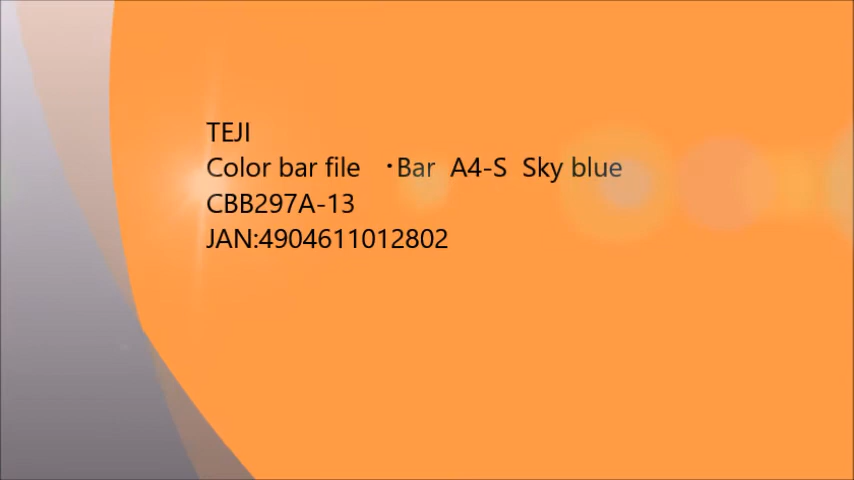 TEJI
Color bar file ・Bar A4-S Sky blue
CBB297A-13
JAN:4904611012802